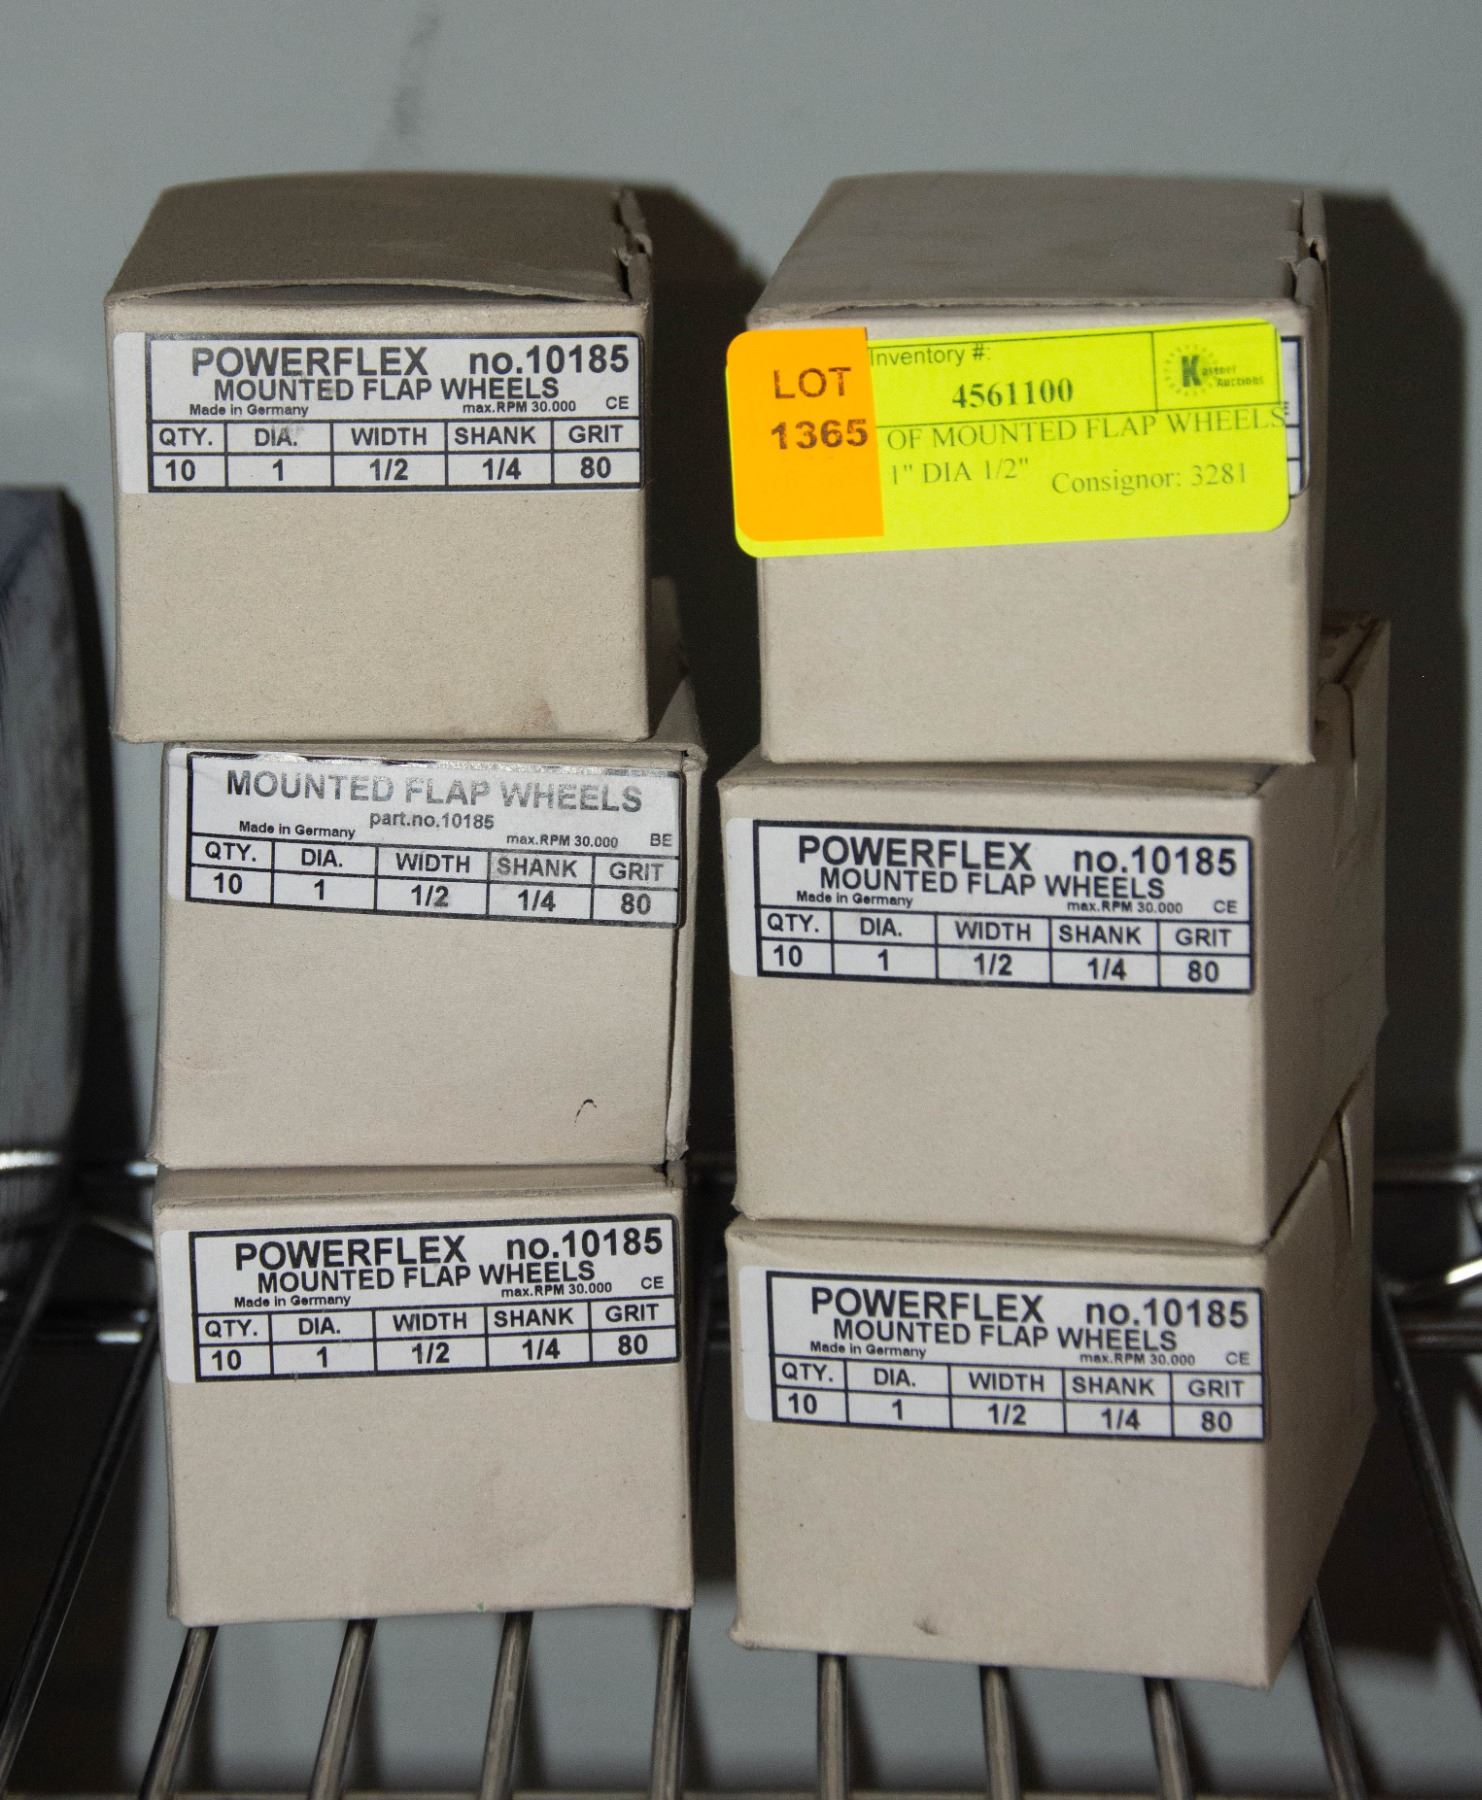 POWERFLEX no.10185
MOUNTED FLAP WHEELS
Made in Germany max.RPM 30.000 CE
QTY. DIA. WIDTH SHANK GRIT
10 1 1/2 1/4 80
LOT
1365
Inventory #:
4561100
Kastner
Auctions
OF MOUNTED FLAP WHEELS
1" DIA 1/2" Consignor: 3281
MOUNTED FLAP WHEELS
part.no.10185
Made in Germany max.RPM 30.000 BE
QTY. DIA. WIDTH SHANK GRIT
10 1 1/2 1/4 80
POWERFLEX no.10185
MOUNTED FLAP WHEELS
Made in Germany max.RPM 30.000 CE
QTY. DIA. WIDTH SHANK GRIT
10 1 1/2 1/4 80
POWERFLEX no.10185
MOUNTED FLAP WHEELS
Made in Germany max.RPM 30.000 CE
QTY. DIA. WIDTH SHANK GRIT
10 1 1/2 1/4 80
POWERFLEX no.10185
MOUNTED FLAP WHEELS
Made in Germany max.RPM 30.000 CE
QTY. DIA. WIDTH SHANK GRIT
10 1 1/2 1/4 80